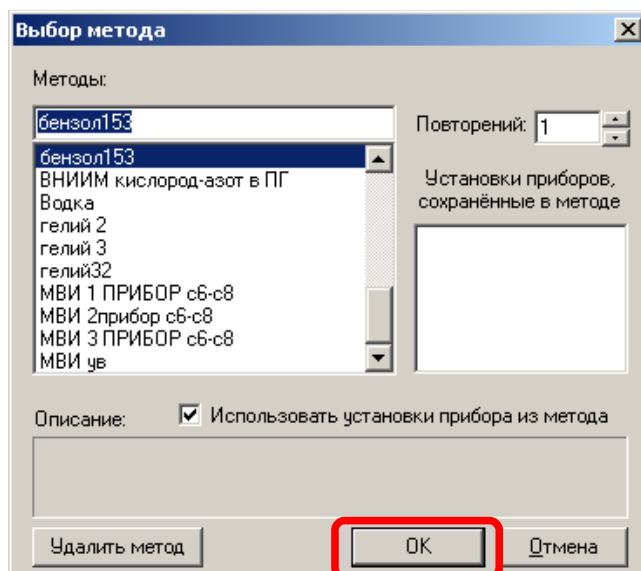 Выбор метода
Методы:
бензол153
Повторений: 1
бензол153
ВНИИМ кислород-азот в ПГ
Водка
гелий 2
гелий 3
гелий32
МВИ 1 ПРИБОР с6-с8
МВИ 2прибор с6-с8
МВИ 3 ПРИБОР с6-с8
МВИ ув
Установки приборов,
сохранённые в методе
Описание:
Использовать установки прибора из метода
Удалить метод
OK
Отмена